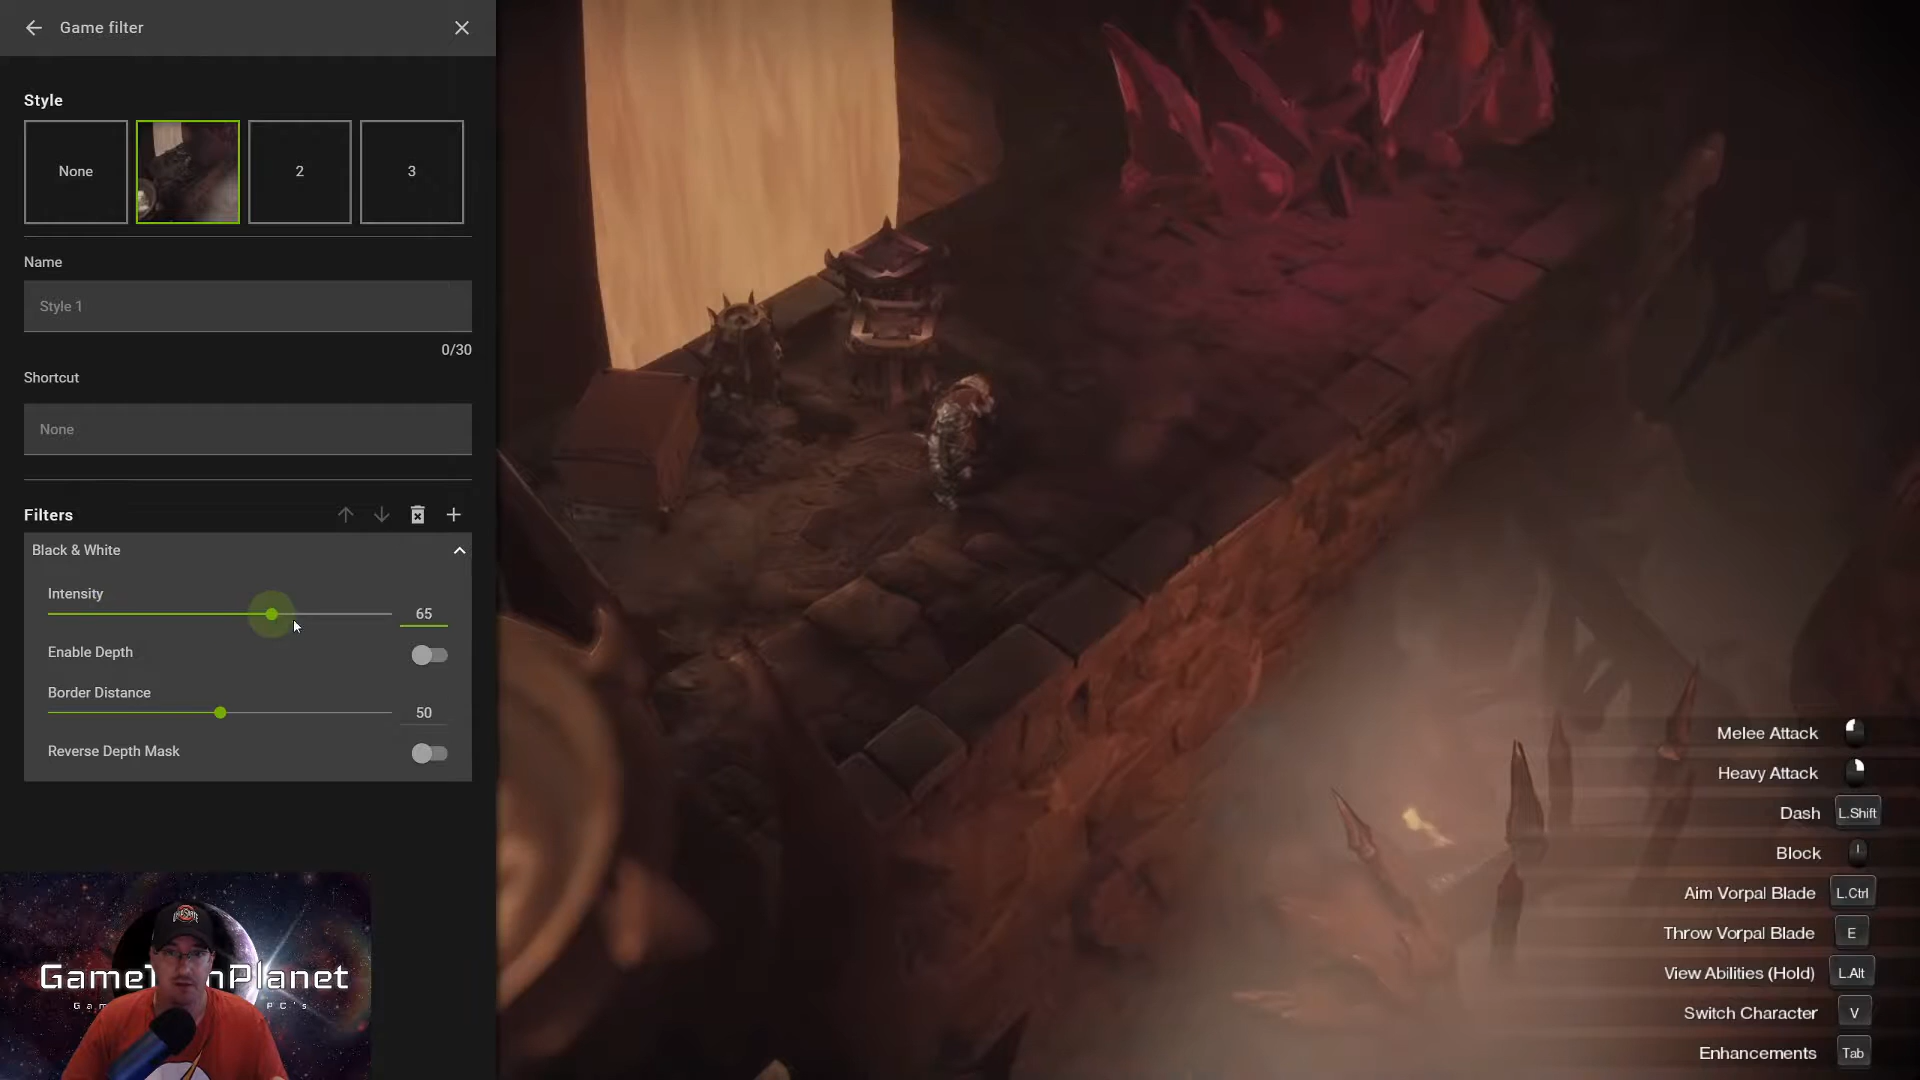 Game filter
Style
None
2
3
Name
Style 1
0/30
Shortcut
None
Filters
Black & White
Intensity
65
Enable Depth
Border Distance
50
Reverse Depth Mask
Melee Attack
Heavy Attack
Dash L.Shift
Block
Aim Vorpal Blade L.Ctrl
Throw Vorpal Blade E
View Abilities (Hold) L.Alt
Switch Character V
Enhancements Tab